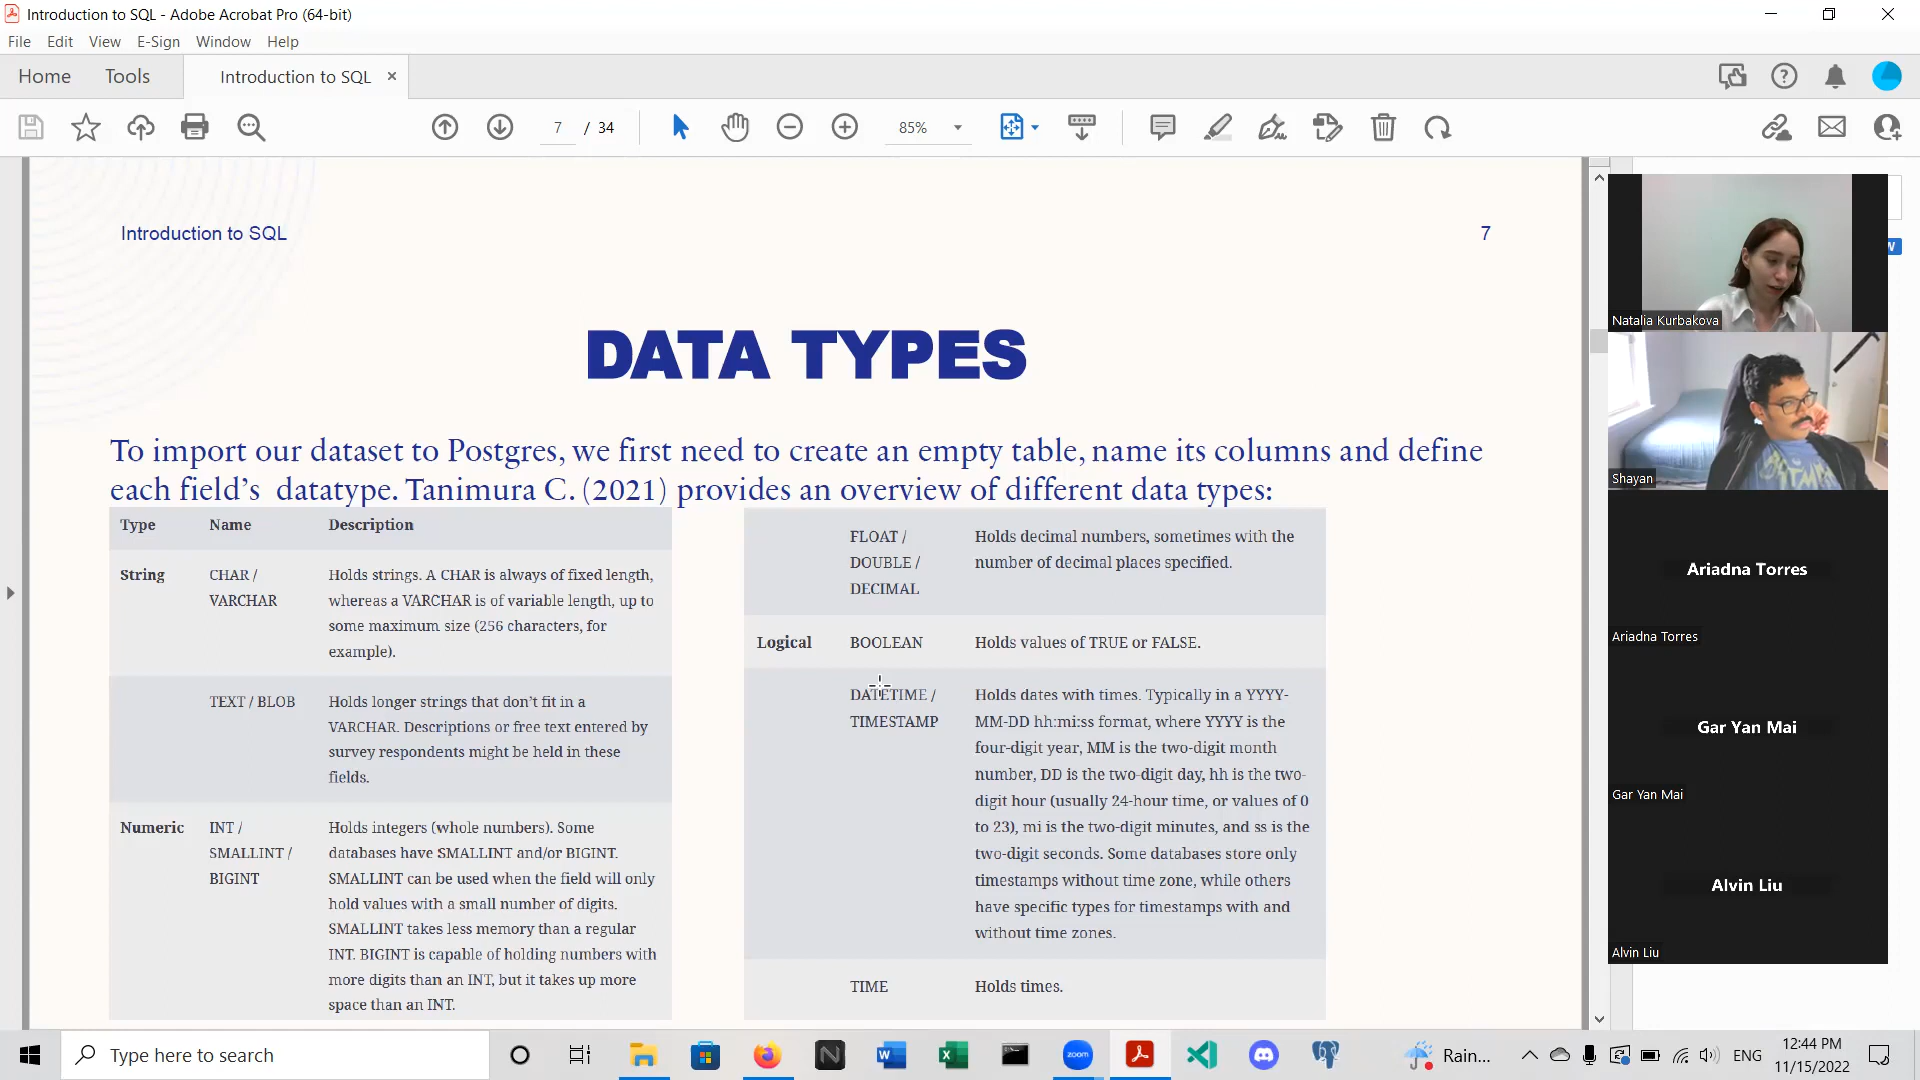 Introduction to SQL - Adobe Acrobat Pro (64-bit)
File Edit View E-Sign Window Help
Home Tools Introduction to SQL ×
7 / 34 85%
Introduction to SQL 7
DATA TYPES
To import our dataset to Postgres, we first need to create an empty table, name its columns and define
each field's datatype. Tanimura C. (2021) provides an overview of different data types:
Type Name Description
String CHAR / Holds strings. A CHAR is always of fixed length,
VARCHAR whereas a VARCHAR is of variable length, up to
some maximum size (256 characters, for
example).
TEXT / BLOB Holds longer strings that don't fit in a
VARCHAR. Descriptions or free text entered by
survey respondents might be held in these
fields.
Numeric INT / Holds integers (whole numbers). Some
SMALLINT / databases have SMALLINT and/or BIGINT.
BIGINT SMALLINT can be used when the field will only
hold values with a small number of digits.
SMALLINT takes less memory than a regular
INT. BIGINT is capable of holding numbers with
more digits than an INT, but it takes up more
space than an INT.
FLOAT / Holds decimal numbers, sometimes with the
DOUBLE / number of decimal places specified.
DECIMAL
Logical BOOLEAN Holds values of TRUE or FALSE.
DATETIME / Holds dates with times. Typically in a YYYY-
TIMESTAMP MM-DD hh:mi:ss format, where YYYY is the
four-digit year, MM is the two-digit month
number, DD is the two-digit day, hh is the two-
digit hour (usually 24-hour time, or values of 0
to 23), mi is the two-digit minutes, and ss is the
two-digit seconds. Some databases store only
timestamps without time zone, while others
have specific types for timestamps with and
without time zones.
TIME Holds times.
W
Natalia Kurbakova
Shayan
Ariadna Torres
Ariadna Torres
Gar Yan Mai
Gar Yan Mai
Alvin Liu
Alvin Liu
Type here to search
zoom
Rain...
ENG
12:44 PM
11/15/2022